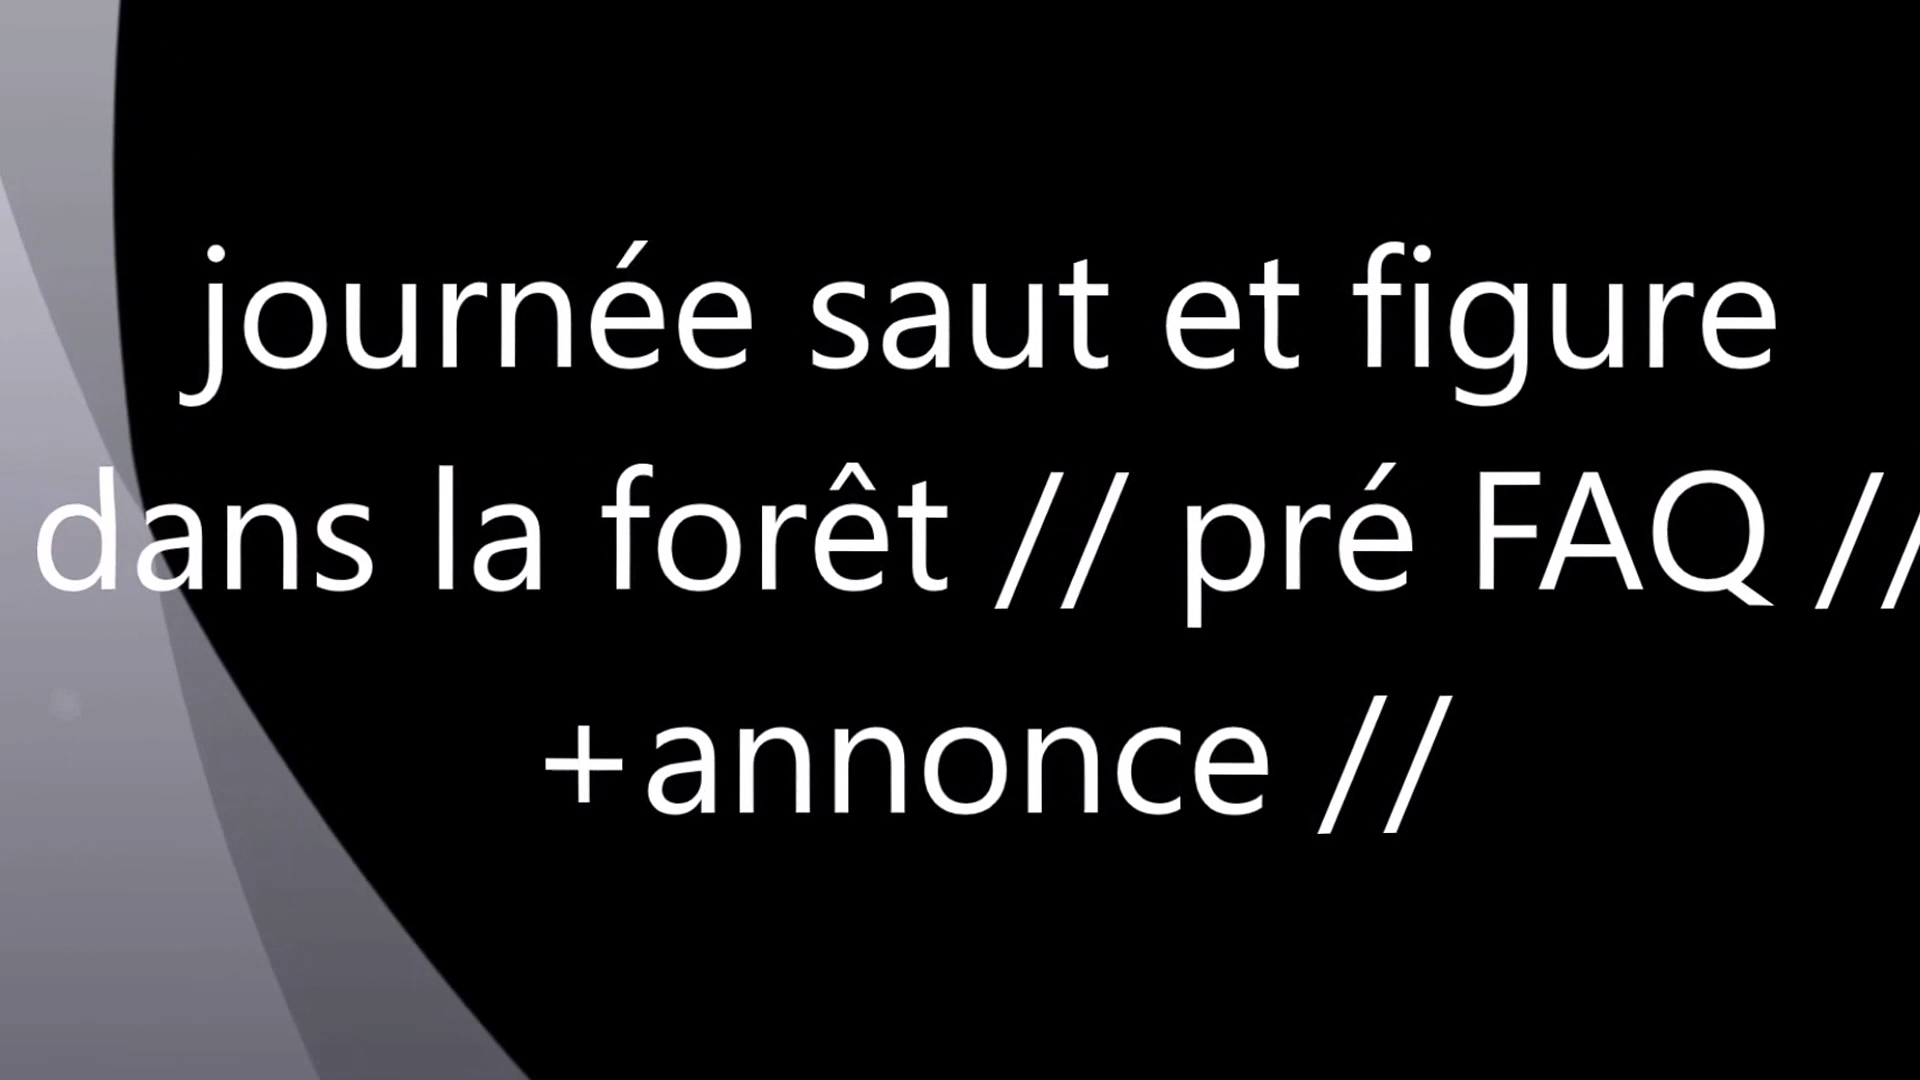 journée saut et figure
dans la forêt // pré FAQ //
+annonce //